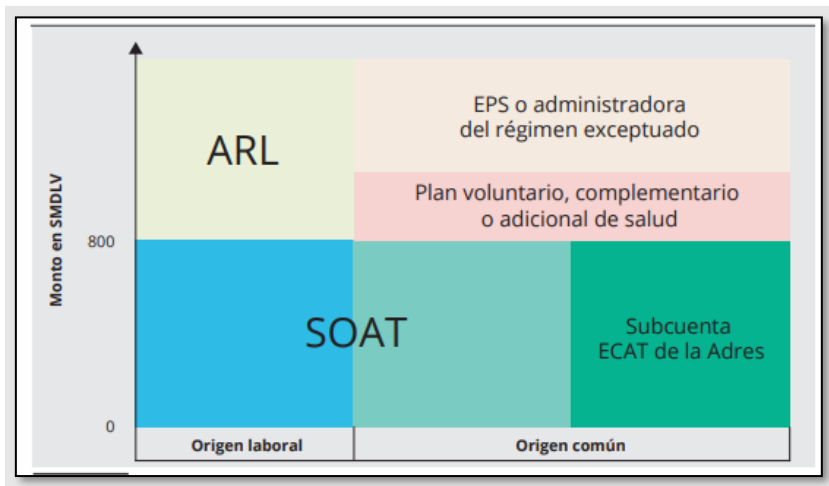 ARL
EPS o administradora
del régimen exceptuado
Plan voluntario, complementario
o adicional de salud
Monto en SMDLV
800
SOAT
Subcuenta
ECAT de la Adres
0
Origen laboral
Origen común